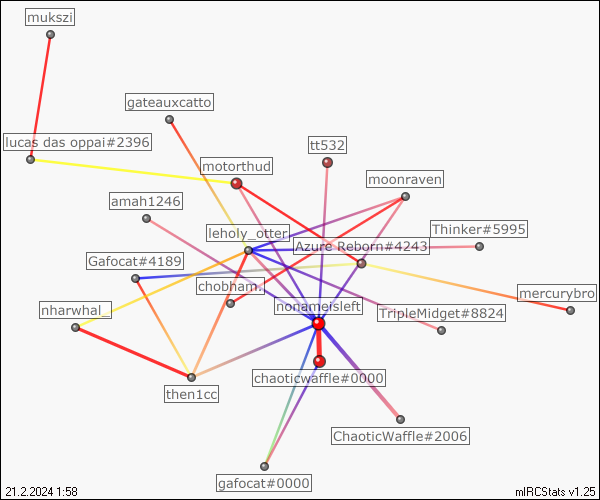 mukszi
gateauxcatto
lucas das oppai#2396
tt532
motorthud
moonraven
amah1246
leholy_otter
Thinker#5995
Azure Reborn#4243
Gafocat#4189
chobham.
mercurybro
nharwhal_
nonameisleft
TripleMidget#8824
chaoticwaffle#0000
then1cc
ChaoticWaffle#2006
gafocat#0000
21.2.2024 1:58
mIRCStats v1.25